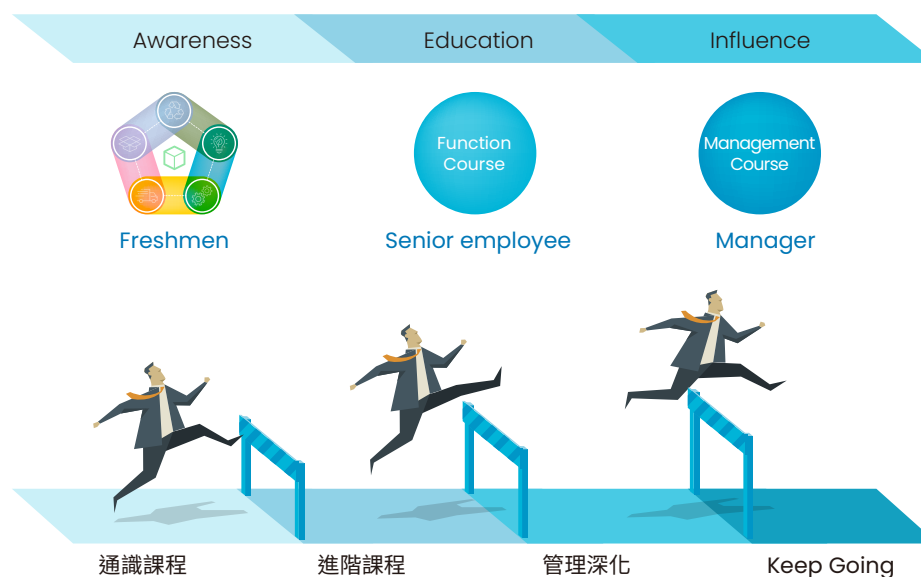 Awareness
Education
Influence
Function
Course
Management
Course
Freshmen
Senior employee
Manager
通識課程
進階課程
管理深化
Keep Going